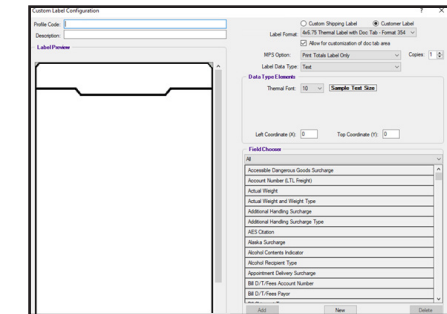 Custom Label Configuration ? X
Profile Code:
Description:
Custom Shipping Label Customer Label
Label Format: 4x6.75 Thermal Label with Doc Tab - Format 354
Allow for customization of doc tab area
Label Preview
MPS Option: Print Totals Label Only Copies: 1
Label Data Type: Text
Data Type Elements
Thermal Font: 10 Sample Text Size
Left Coordinate (X): 0 Top Coordinate (Y): 0
Field Chooser
All
Accessible Dangerous Goods Surcharge
Account Number (LTL Freight)
Actual Weight
Actual Weight and Weight Type
Additional Handling Surcharge
Additional Handling Surcharge Type
AES Citation
Alaska Surcharge
Alcohol Contents Indicator
Alcohol Recipient Type
Appointment Delivery Surcharge
Bill D/T/Fees Account Number
Bill D/T/Fees Payor
Add New Delete